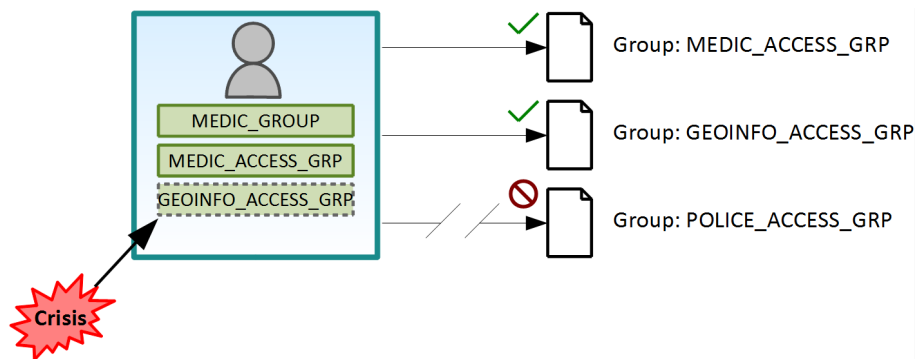 Group: MEDIC_ACCESS_GRP
MEDIC_GROUP
Group: GEOINFO_ACCESS_GRP
MEDIC_ACCESS_GRP
GEOINFO_ACCESS_GRP
Group: POLICE_ACCESS_GRP
Crisis